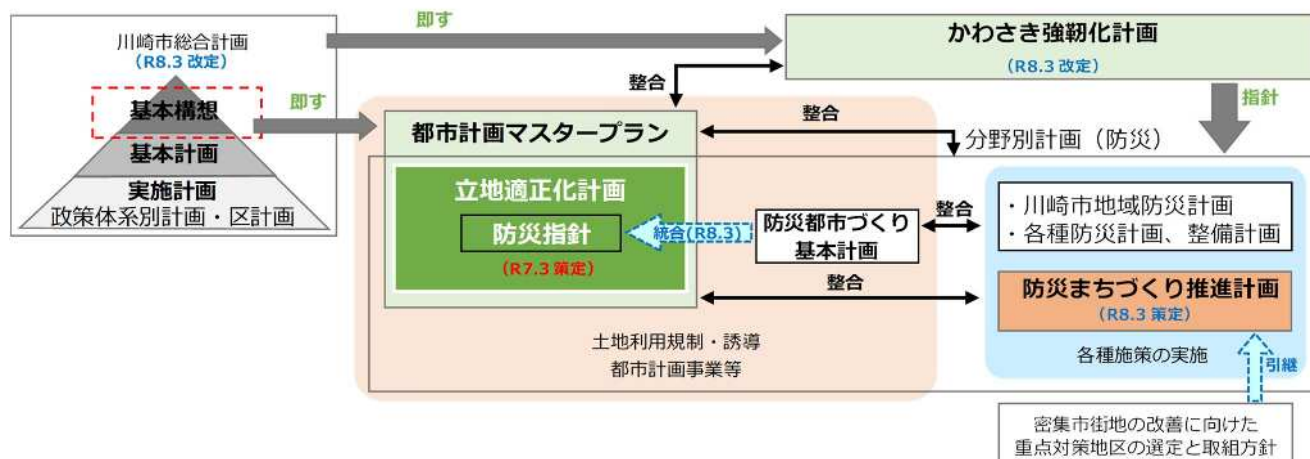 川崎市総合計画
(R8.3 改定)
基本構想
基本計画
実施計画
政策体系別計画・区計画
即す
即す
かわさき強靭化計画
(R8.3 改定)
指針
整合
整合
都市計画マスタープラン
分野別計画（防災）
立地適正化計画
防災指針
(R7.3 策定)
統合(R8.3)
防災都市づくり
基本計画
整合
・川崎市地域防災計画
・各種防災計画、整備計画
整合
防災まちづくり推進計画
(R8.3 策定)
土地利用規制・誘導
都市計画事業等
各種施策の実施
引継
密集市街地の改善に向けた
重点対策地区の選定と取組方針